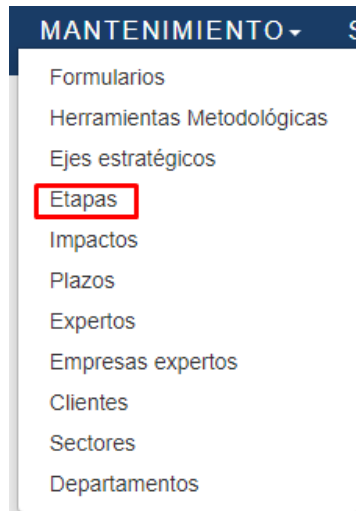 MANTENIMIENTO
Formularios
Herramientas Metodológicas
Ejes estratégicos
Etapas
Impactos
Plazos
Expertos
Empresas expertos
Clientes
Sectores
Departamentos